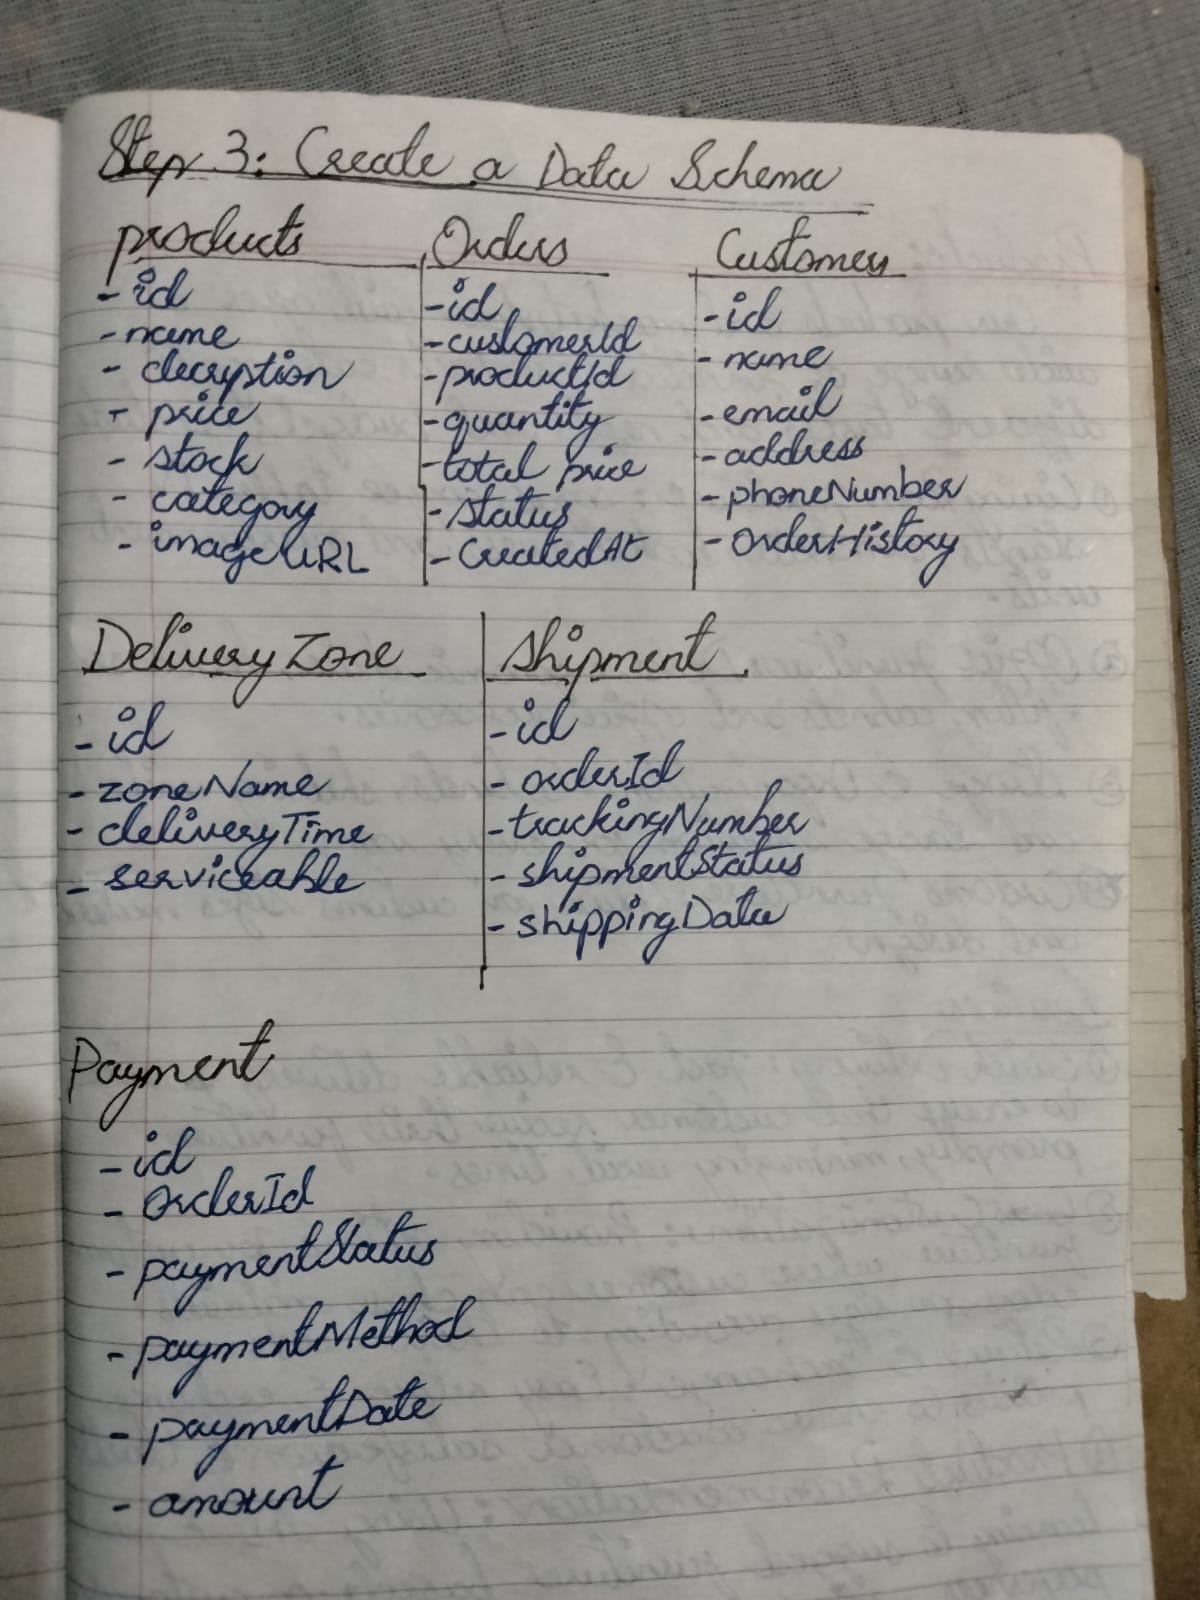 Step 3: Create a Data Schema
products
- id
- name
- decryption
- price
- stock
- category
- imageURL
Orders
- id
- customerId
- productId
- quantity
- total price
- Status
- CreatedAt
Customer
- id
- name
- email
- address
- phoneNumber
- OrderHistory
Delivery Zone
- id
- zoneName
- deliveryTime
- serviceable
Shipment
- id
- orderId
- trackingNumber
- shipmentStatus
- shippingDate
Payment
- id
- OrderId
- paymentStatus
- paymentMethod
- paymentDate
- amount